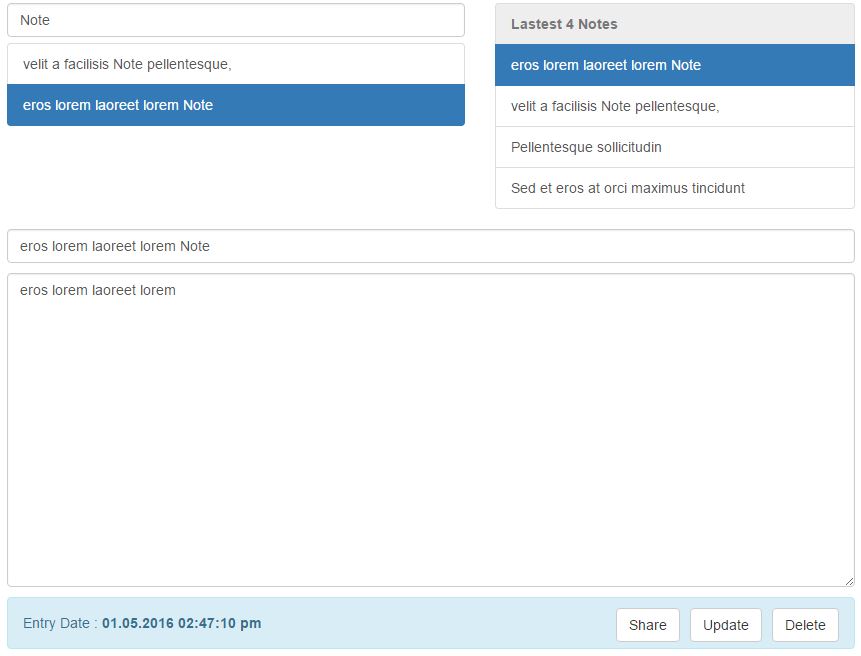 Note
velit a facilisis Note pellentesque,
eros lorem laoreet lorem Note
Lastest 4 Notes
eros lorem laoreet lorem Note
velit a facilisis Note pellentesque,
Pellentesque sollicitudin
Sed et eros at orci maximus tincidunt
eros lorem laoreet lorem Note
eros lorem laoreet lorem
Entry Date : 01.05.2016 02:47:10 pm
Share Update Delete